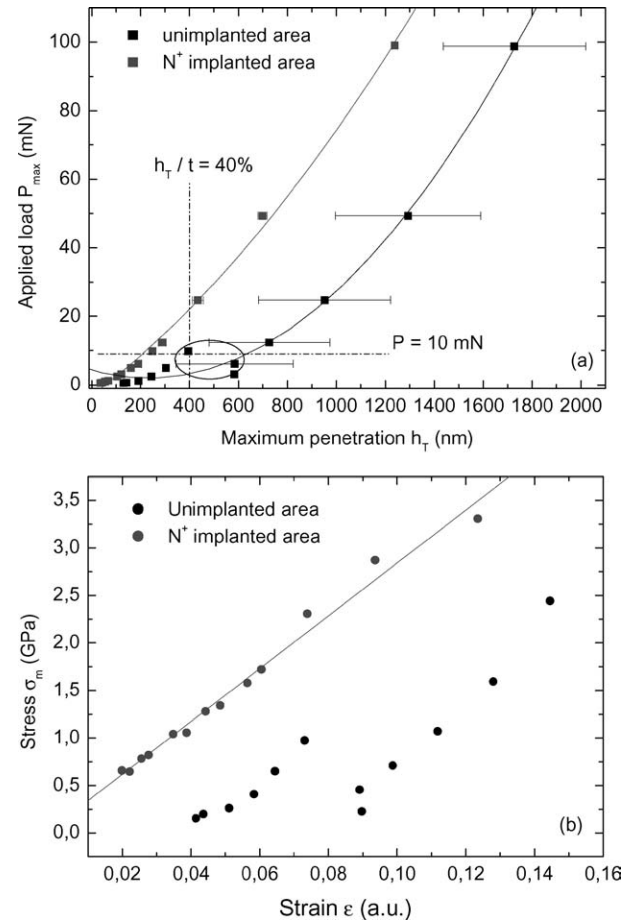 100
80
60
40
20
0
Applied load P_max (mN)
unimplanted area
N⁺ implanted area
h_T / t = 40%
P = 10 mN
(a)
0 200 400 600 800 1000 1200 1400 1600 1800 2000
Maximum penetration h_T (nm)
3,5
3,0
2,5
2,0
1,5
1,0
0,5
0,0
Stress σ_m (GPa)
Unimplanted area
N⁺ implanted area
(b)
0,02 0,04 0,06 0,08 0,10 0,12 0,14 0,16
Strain ε (a.u.)